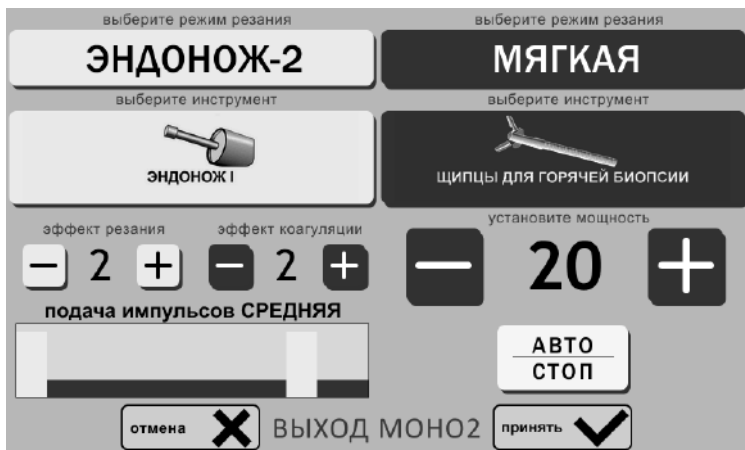 выберите режим резания
ЭНДОНОЖ-2
выберите инструмент
ЭНДОНОЖ I
эффект резания
эффект коагуляции
2
2
подача импульсов СРЕДНЯЯ
выберите режим резания
МЯГКАЯ
выберите инструмент
ЩИПЦЫ ДЛЯ ГОРЯЧЕЙ БИОПСИИ
установите мощность
− 20 +
АВТО
СТОП
отмена
ВЫХОД МОНО2
принять